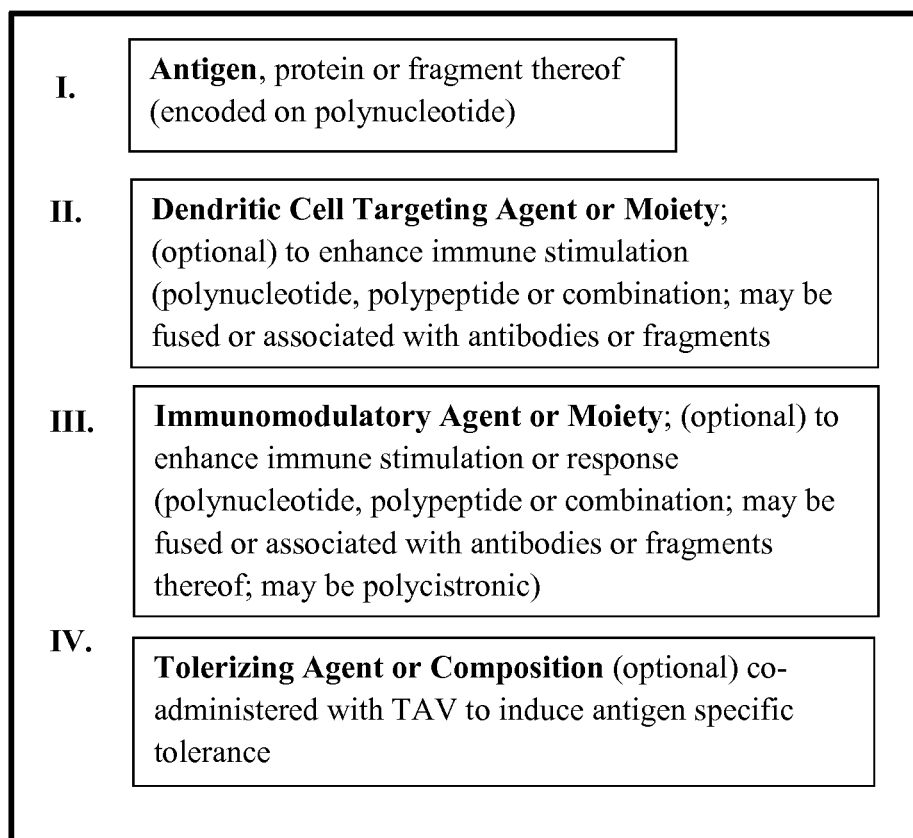 I.
Antigen, protein or fragment thereof
(encoded on polynucleotide)
II.
Dendritic Cell Targeting Agent or Moiety;
(optional) to enhance immune stimulation
(polynucleotide, polypeptide or combination; may be
fused or associated with antibodies or fragments
III.
Immunomodulatory Agent or Moiety; (optional) to
enhance immune stimulation or response
(polynucleotide, polypeptide or combination; may be
fused or associated with antibodies or fragments
thereof; may be polycistronic)
IV.
Tolerizing Agent or Composition (optional) co-
administered with TAV to induce antigen specific
tolerance